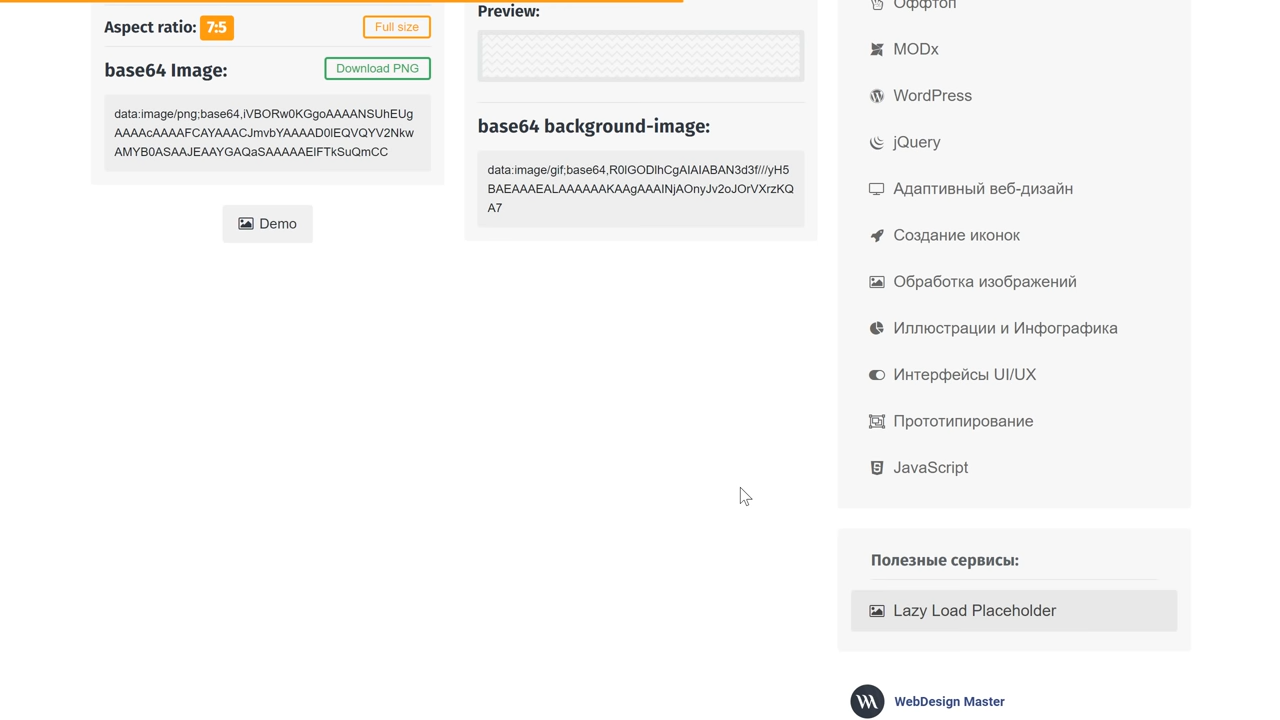 Aspect ratio: 7:5
Full size
base64 Image:
Download PNG
data:image/png;base64,iVBORw0KGgoAAAANSUhEUg
AAAAcAAAAFCAYAAACJmvbYAAAAD0lEQVQYV2Nkw
AMYB0ASAAJEAAYGAQaSAAAAAElFTkSuQmCC
Demo
Preview:
base64 background-image:
data:image/gif;base64,R0lGODlhCgAIAIABAN3d3f///yH5
BAEAAAEALAAAAAAKAAgAAAINjAOnyJv2oJOrVXrzKQ
A7
Оффтоп
MODx
WordPress
jQuery
Адаптивный веб-дизайн
Создание иконок
Обработка изображений
Иллюстрации и Инфографика
Интерфейсы UI/UX
Прототипирование
JavaScript
Полезные сервисы:
Lazy Load Placeholder
WebDesign Master